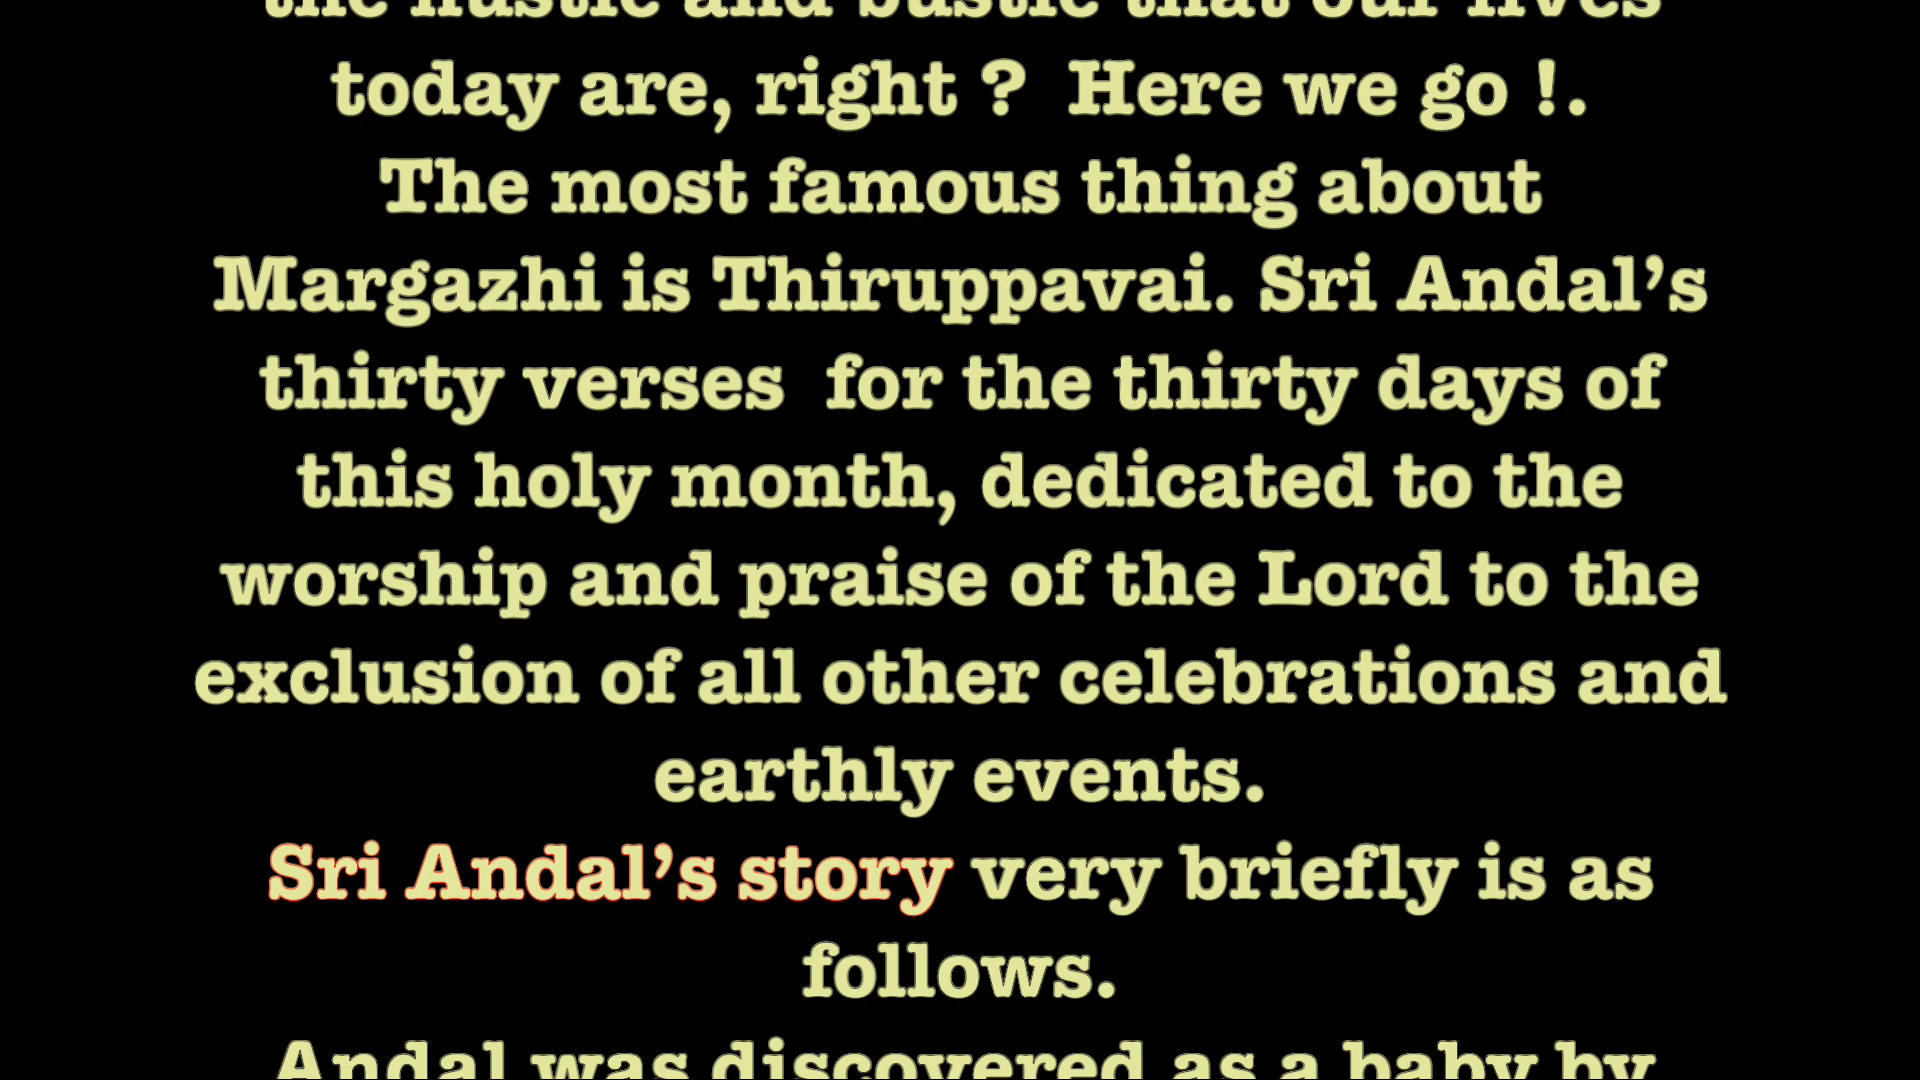 the hustle and bustle that our lives
today are, right ?  Here we go !.
The most famous thing about
Margazhi is Thiruppavai. Sri Andal’s
thirty verses  for the thirty days of
this holy month, dedicated to the
worship and praise of the Lord to the
exclusion of all other celebrations and
earthly events.
Sri Andal’s story very briefly is as
follows.
Andal was discovered as a baby by